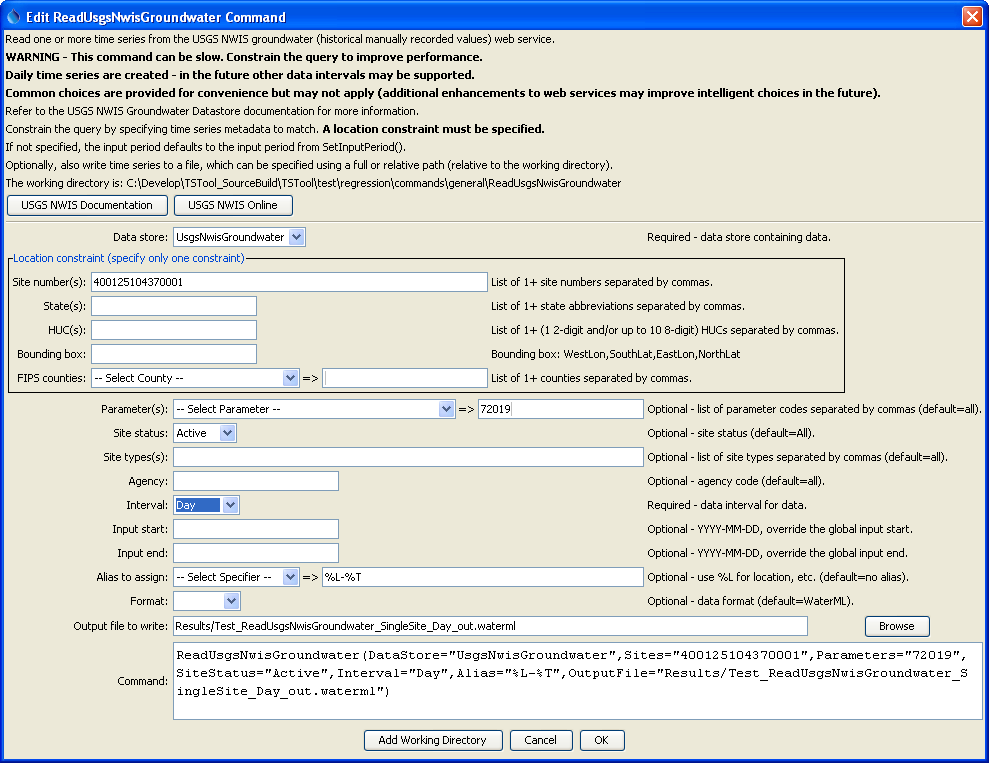 Edit ReadUsgsNwisGroundwater Command
Read one or more time series from the USGS NWIS groundwater (historical manually recorded values) web service.
WARNING - This command can be slow. Constrain the query to improve performance.
Daily time series are created - in the future other data intervals may be supported.
Common choices are provided for convenience but may not apply (additional enhancements to web services may improve intelligent choices in the future).
Refer to the USGS NWIS Groundwater Datastore documentation for more information.
Constrain the query by specifying time series metadata to match. A location constraint must be specified.
If not specified, the input period defaults to the input period from SetInputPeriod().
Optionally, also write time series to a file, which can be specified using a full or relative path (relative to the working directory).
The working directory is: C:\Develop\TSTool_SourceBuild\TSTool\test\regression\commands\general\ReadUsgsNwisGroundwater
USGS NWIS Documentation USGS NWIS Online
Data store: UsgsNwisGroundwater Required - data store containing data.
Location constraint (specify only one constraint)
Site number(s): 400125104370001 List of 1+ site numbers separated by commas.
State(s): List of 1+ state abbreviations separated by commas.
HUC(s): List of 1+ (1 2-digit and/or up to 10 8-digit) HUCs separated by commas.
Bounding box: Bounding box: WestLon,SouthLat,EastLon,NorthLat
FIPS counties: -- Select County -- => List of 1+ counties separated by commas.
Parameter(s): -- Select Parameter -- => 72019 Optional - list of parameter codes separated by commas (default=all).
Site status: Active Optional - site status (default=All).
Site types(s): Optional - list of site types separated by commas (default=all).
Agency: Optional - agency code (default=all).
Interval: Day Required - data interval for data.
Input start: Optional - YYYY-MM-DD, override the global input start.
Input end: Optional - YYYY-MM-DD, override the global input end.
Alias to assign: -- Select Specifier -- => %L-%T Optional - use %L for location, etc. (default=no alias).
Format: Optional - data format (default=WaterML).
Output file to write: Results/Test_ReadUsgsNwisGroundwater_SingleSite_Day_out.waterml Browse
Command: ReadUsgsNwisGroundwater(DataStore="UsgsNwisGroundwater",Sites="400125104370001",Parameters="72019",
SiteStatus="Active",Interval="Day",Alias="%L-%T",OutputFile="Results/Test_ReadUsgsNwisGroundwater_S
ingleSite_Day_out.waterml")
Add Working Directory Cancel OK